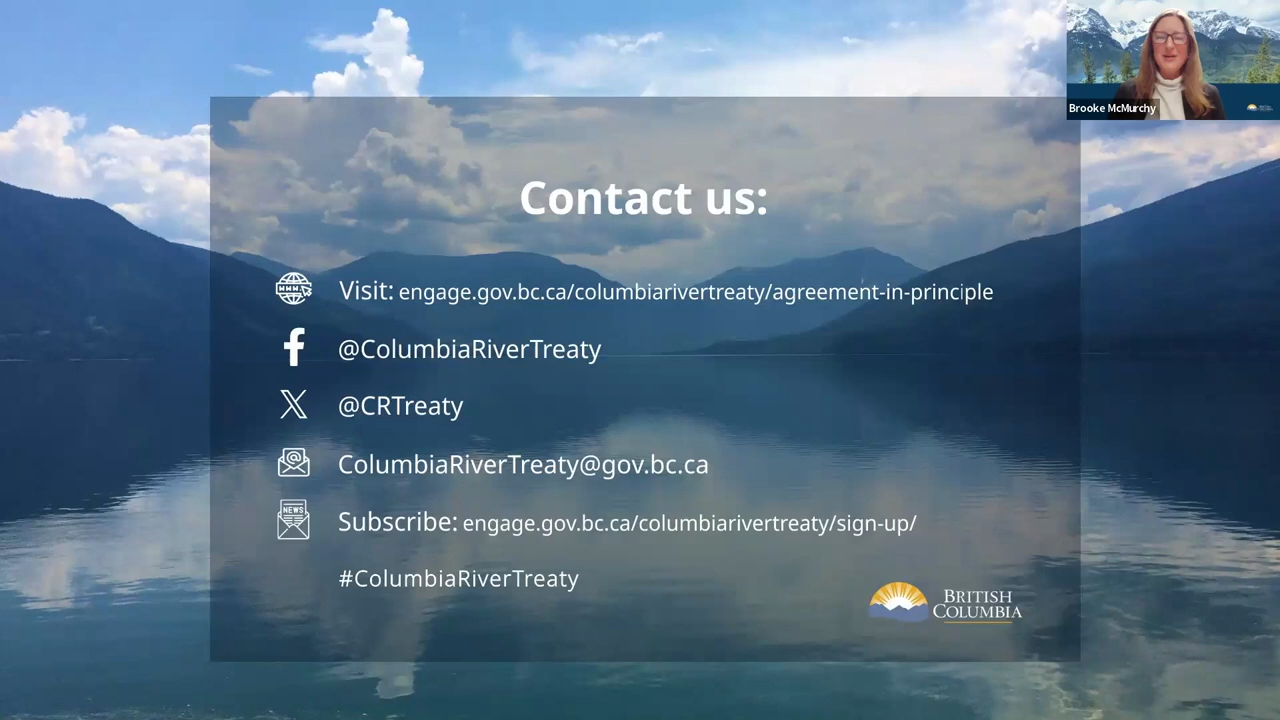 Brooke McMurchy
Contact us:
Visit: engage.gov.bc.ca/columbiarivertreaty/agreement-in-principle
@ColumbiaRiverTreaty
@CRTreaty
ColumbiaRiverTreaty@gov.bc.ca
NEWS
Subscribe: engage.gov.bc.ca/columbiarivertreaty/sign-up/
#ColumbiaRiverTreaty
BRITISH
COLUMBIA